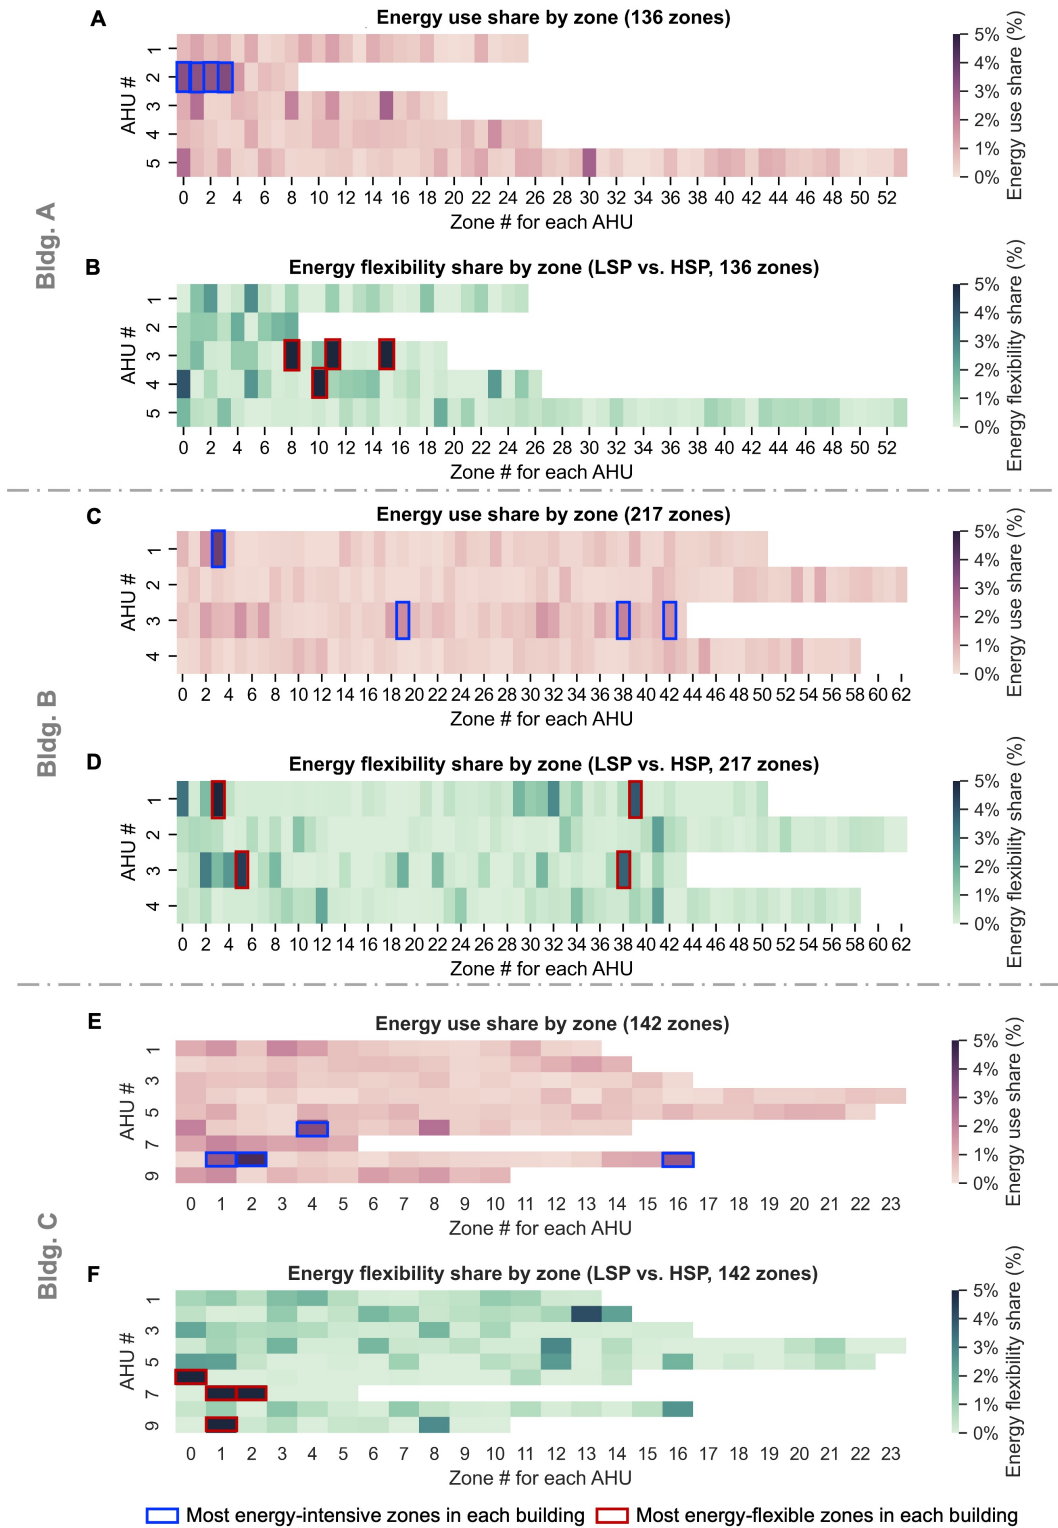 A
Energy use share by zone (136 zones)
AHU #
1
2
3
4
5
0 2 4 6 8 10 12 14 16 18 20 22 24 26 28 30 32 34 36 38 40 42 44 46 48 50 52
Zone # for each AHU
5%
4%
3%
2%
1%
0%
Energy use share (%)
Bldg. A
B
Energy flexibility share by zone (LSP vs. HSP, 136 zones)
AHU #
1
2
3
4
5
0 2 4 6 8 10 12 14 16 18 20 22 24 26 28 30 32 34 36 38 40 42 44 46 48 50 52
Zone # for each AHU
5%
4%
3%
2%
1%
0%
Energy flexibility share (%)
C
Energy use share by zone (217 zones)
AHU #
1
2
3
4
0 2 4 6 8 10 12 14 16 18 20 22 24 26 28 30 32 34 36 38 40 42 44 46 48 50 52 54 56 58 60 62
Zone # for each AHU
5%
4%
3%
2%
1%
0%
Energy use share (%)
Bldg. B
D
Energy flexibility share by zone (LSP vs. HSP, 217 zones)
AHU #
1
2
3
4
0 2 4 6 8 10 12 14 16 18 20 22 24 26 28 30 32 34 36 38 40 42 44 46 48 50 52 54 56 58 60 62
Zone # for each AHU
5%
4%
3%
2%
1%
0%
Energy flexibility share (%)
E
Energy use share by zone (142 zones)
AHU #
1
3
5
7
9
0 1 2 3 4 5 6 7 8 9 10 11 12 13 14 15 16 17 18 19 20 21 22 23
Zone # for each AHU
5%
4%
3%
2%
1%
0%
Energy use share (%)
Bldg. C
F
Energy flexibility share by zone (LSP vs. HSP, 142 zones)
AHU #
1
3
5
7
9
0 1 2 3 4 5 6 7 8 9 10 11 12 13 14 15 16 17 18 19 20 21 22 23
Zone # for each AHU
5%
4%
3%
2%
1%
0%
Energy flexibility share (%)
Most energy-intensive zones in each building
Most energy-flexible zones in each building